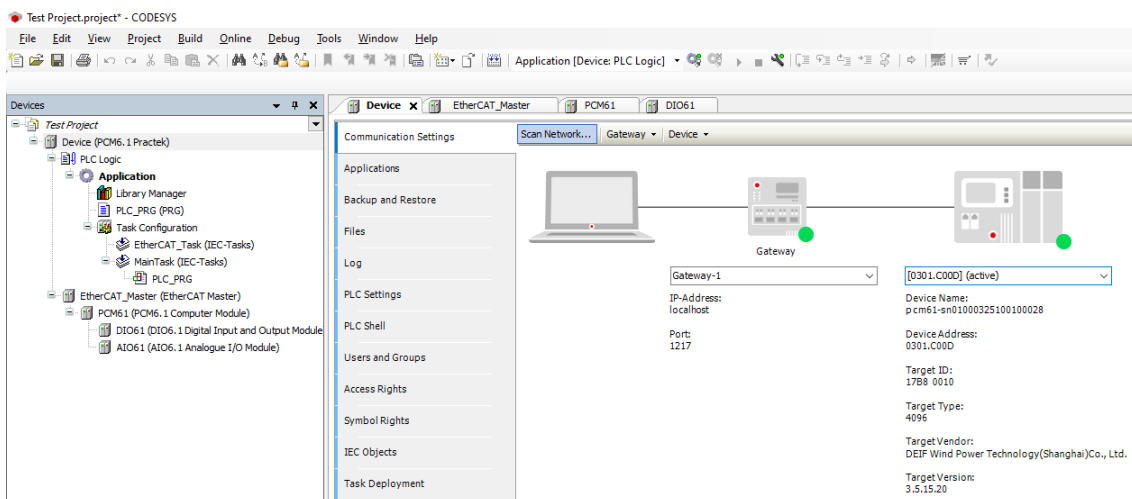 Test Project.project* - CODESYS
File Edit View Project Build Online Debug Tools Window Help
Application [Device: PLC Logic]
Devices
Device EtherCAT_Master PCM61 DIO61
Test Project
Device (PCM6.1 Practek)
PLC Logic
Application
Library Manager
PLC_PRG (PRG)
Task Configuration
EtherCAT_Task (IEC-Tasks)
MainTask (IEC-Tasks)
PLC_PRG
EtherCAT_Master (EtherCAT Master)
PCM61 (PCM6.1 Computer Module)
DIO61 (DIO6.1 Digital Input and Output Module
AIO61 (AIO6.1 Analogue I/O Module)
Communication Settings
Applications
Backup and Restore
Files
Log
PLC Settings
PLC Shell
Users and Groups
Access Rights
Symbol Rights
IEC Objects
Task Deployment
Scan Network... Gateway Device
Gateway
Gateway-1
IP-Address:
localhost
Port:
1217
[0301.C00D] (active)
Device Name:
pcm61-sn01000325100100028
Device Address:
0301.C00D
Target ID:
17B8 0010
Target Type:
4096
Target Vendor:
DEIF Wind Power Technology(Shanghai)Co., Ltd.
Target Version:
3.5.15.20